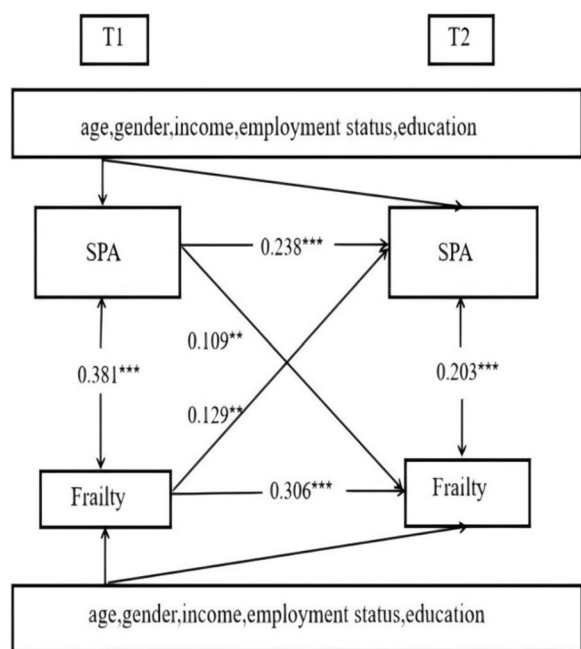 T1
T2
age,gender,income,employment status,education
SPA
SPA
0.238***
0.109**
0.381***
0.203***
0.129**
0.306***
Frailty
Frailty
age,gender,income,employment status,education